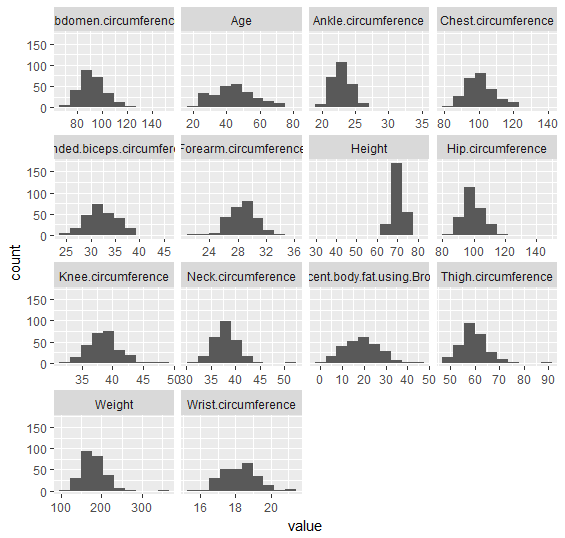 bdomen.circumferenc Age Ankle.circumference Chest.circumference
150
100
50
0
80 100 120 140 20 40 60 80 20 25 30 35 80 100 120 140
nded.biceps.circumfer Forearm.circumference Height Hip.circumference
150
100
50
0
25 30 35 40 45 24 28 32 36 30 40 50 60 70 80 80 100 120 140
Knee.circumference Neck.circumference cent.body.fat.using.Bro Thigh.circumference
150
100
50
0
35 40 45 50 30 35 40 45 50 0 10 20 30 40 50 50 60 70 80 90
Weight Wrist.circumference
150
100
50
0
100 200 300 16 18 20
count
value